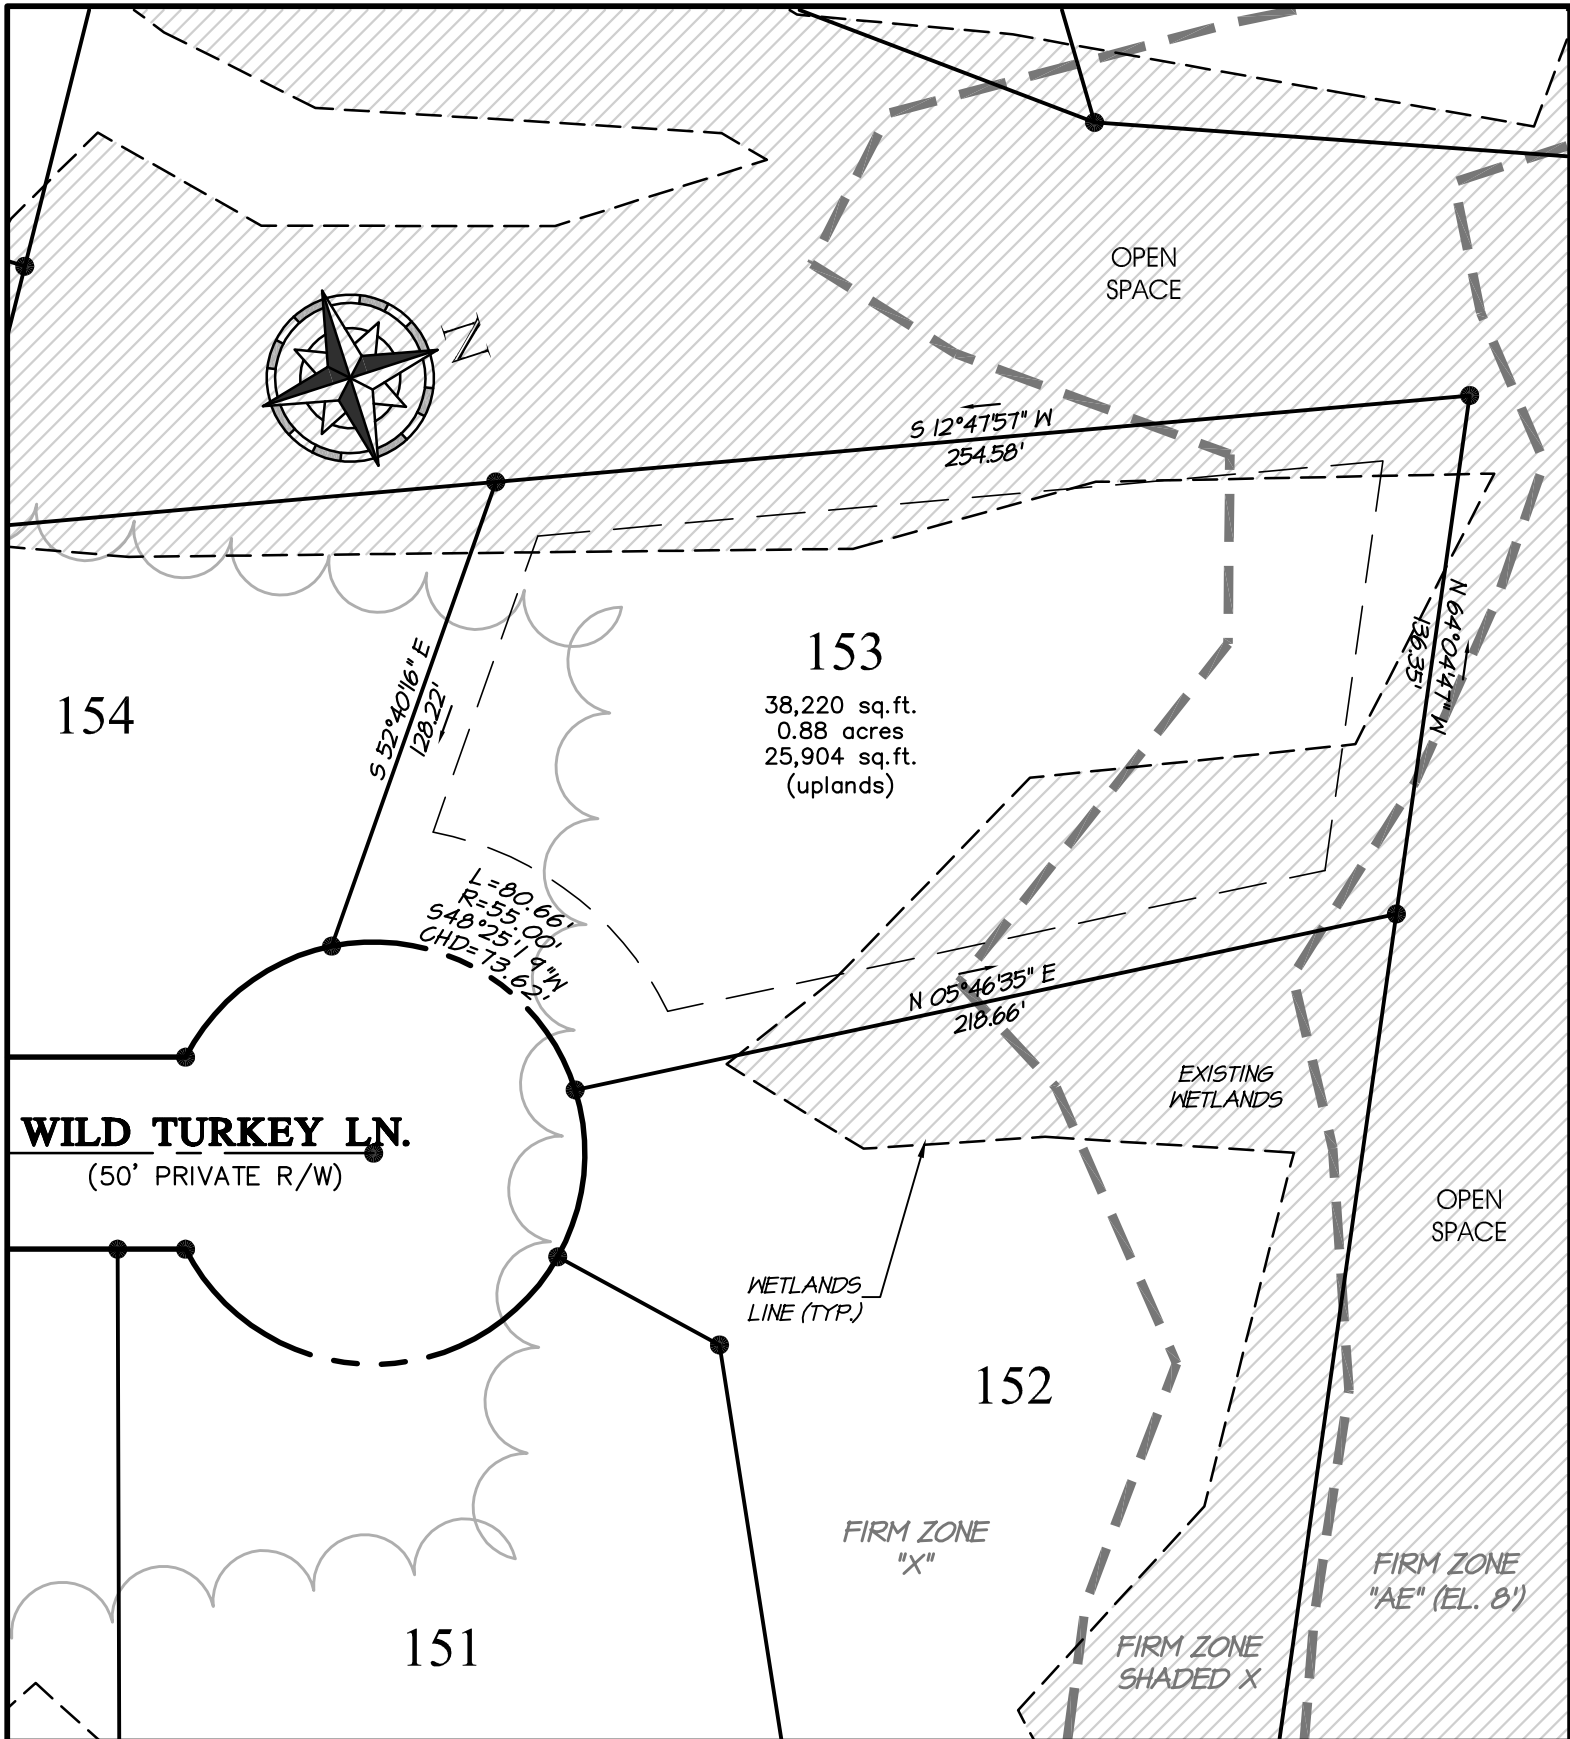 OPEN
SPACE
N
S 12°47'57" W
254.58'
153
38,220 sq.ft.
0.88 acres
25,904 sq.ft.
(uplands)
154
S 52°40'16" E
128.22'
N 64°04'47" W
136.35'
L=80.66'
R=55.00'
S48°25'19"W
CHD=73.62'
N 05°46'35" E
218.66'
EXISTING
WETLANDS
WILD TURKEY LN.
(50' PRIVATE R/W)
OPEN
SPACE
WETLANDS
LINE (TYP.)
152
FIRM ZONE
"X"
FIRM ZONE
"AE" (EL. 8')
151
FIRM ZONE
SHADED X